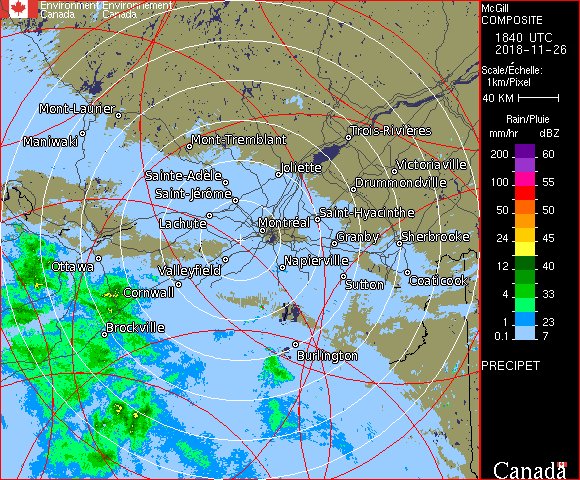 Environment Environnement
Canada Canada
McGill
COMPOSITE
1840 UTC
2018-11-26
Scale/Échelle:
1km/Pixel
40 KM
Rain/Pluie
mm/hr dBZ
200 60
100 55
50 50
24 45
12 40
4 33
1 23
0.1 7
PRECIPET
Canada
Mont-Laurier
Maniwaki
Mont-Tremblant
Trois-Rivières
Sainte-Adèle
Joliette
Victoriaville
Saint-Jérôme
Drummondville
Lachute
Montréal
Saint-Hyacinthe
Granby
Sherbrooke
Ottawa
Valleyfield
Napierville
Cornwall
Sutton
Coaticook
Brockville
Burlington